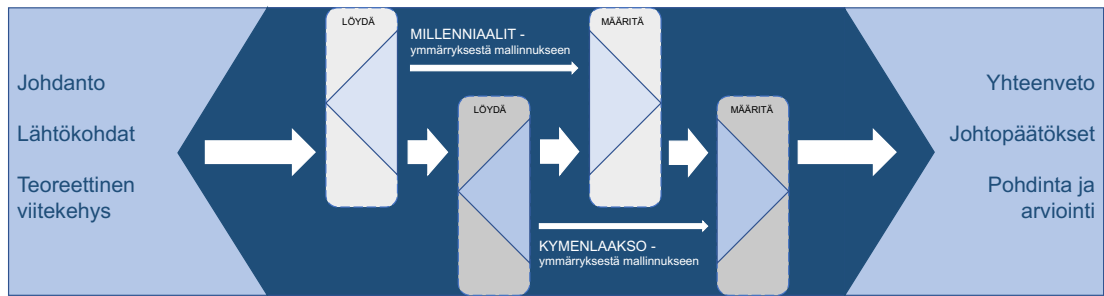 Johdanto
Lähtökohdat
Teoreettinen
viitekehys
LÖYDÄ
MILLENNIAALIT -
ymmärryksestä mallinnukseen
MÄÄRITÄ
LÖYDÄ
MÄÄRITÄ
KYMENLAAKSO -
ymmärryksestä mallinnukseen
Yhteenveto
Johtopäätökset
Pohdinta ja
arviointi